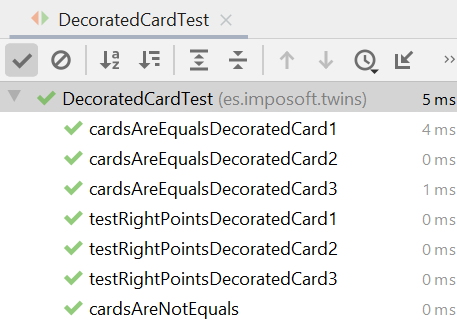 DecoratedCardTest
DecoratedCardTest (es.imposoft.twins) 5 ms
cardsAreEqualsDecoratedCard1 4 ms
cardsAreEqualsDecoratedCard2 0 ms
cardsAreEqualsDecoratedCard3 1 ms
testRightPointsDecoratedCard1 0 ms
testRightPointsDecoratedCard2 0 ms
testRightPointsDecoratedCard3 0 ms
cardsAreNotEquals 0 ms